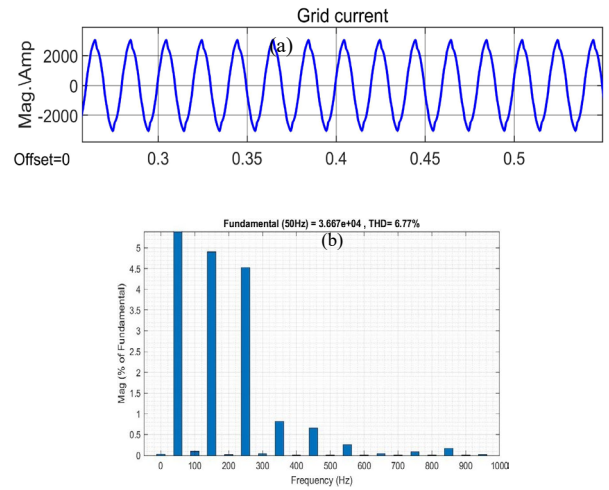 Grid current
(a)
Mag.\Amp
2000
0
-2000
Offset=0
0.3 0.35 0.4 0.45 0.5
Fundamental (50Hz) = 3.667e+04 , THD= 6.77%
(b)
Mag (% of Fundamental)
5
4.5
4
3.5
3
2.5
2
1.5
1
0.5
0
0 100 200 300 400 500 600 700 800 900 1000
Frequency (Hz)